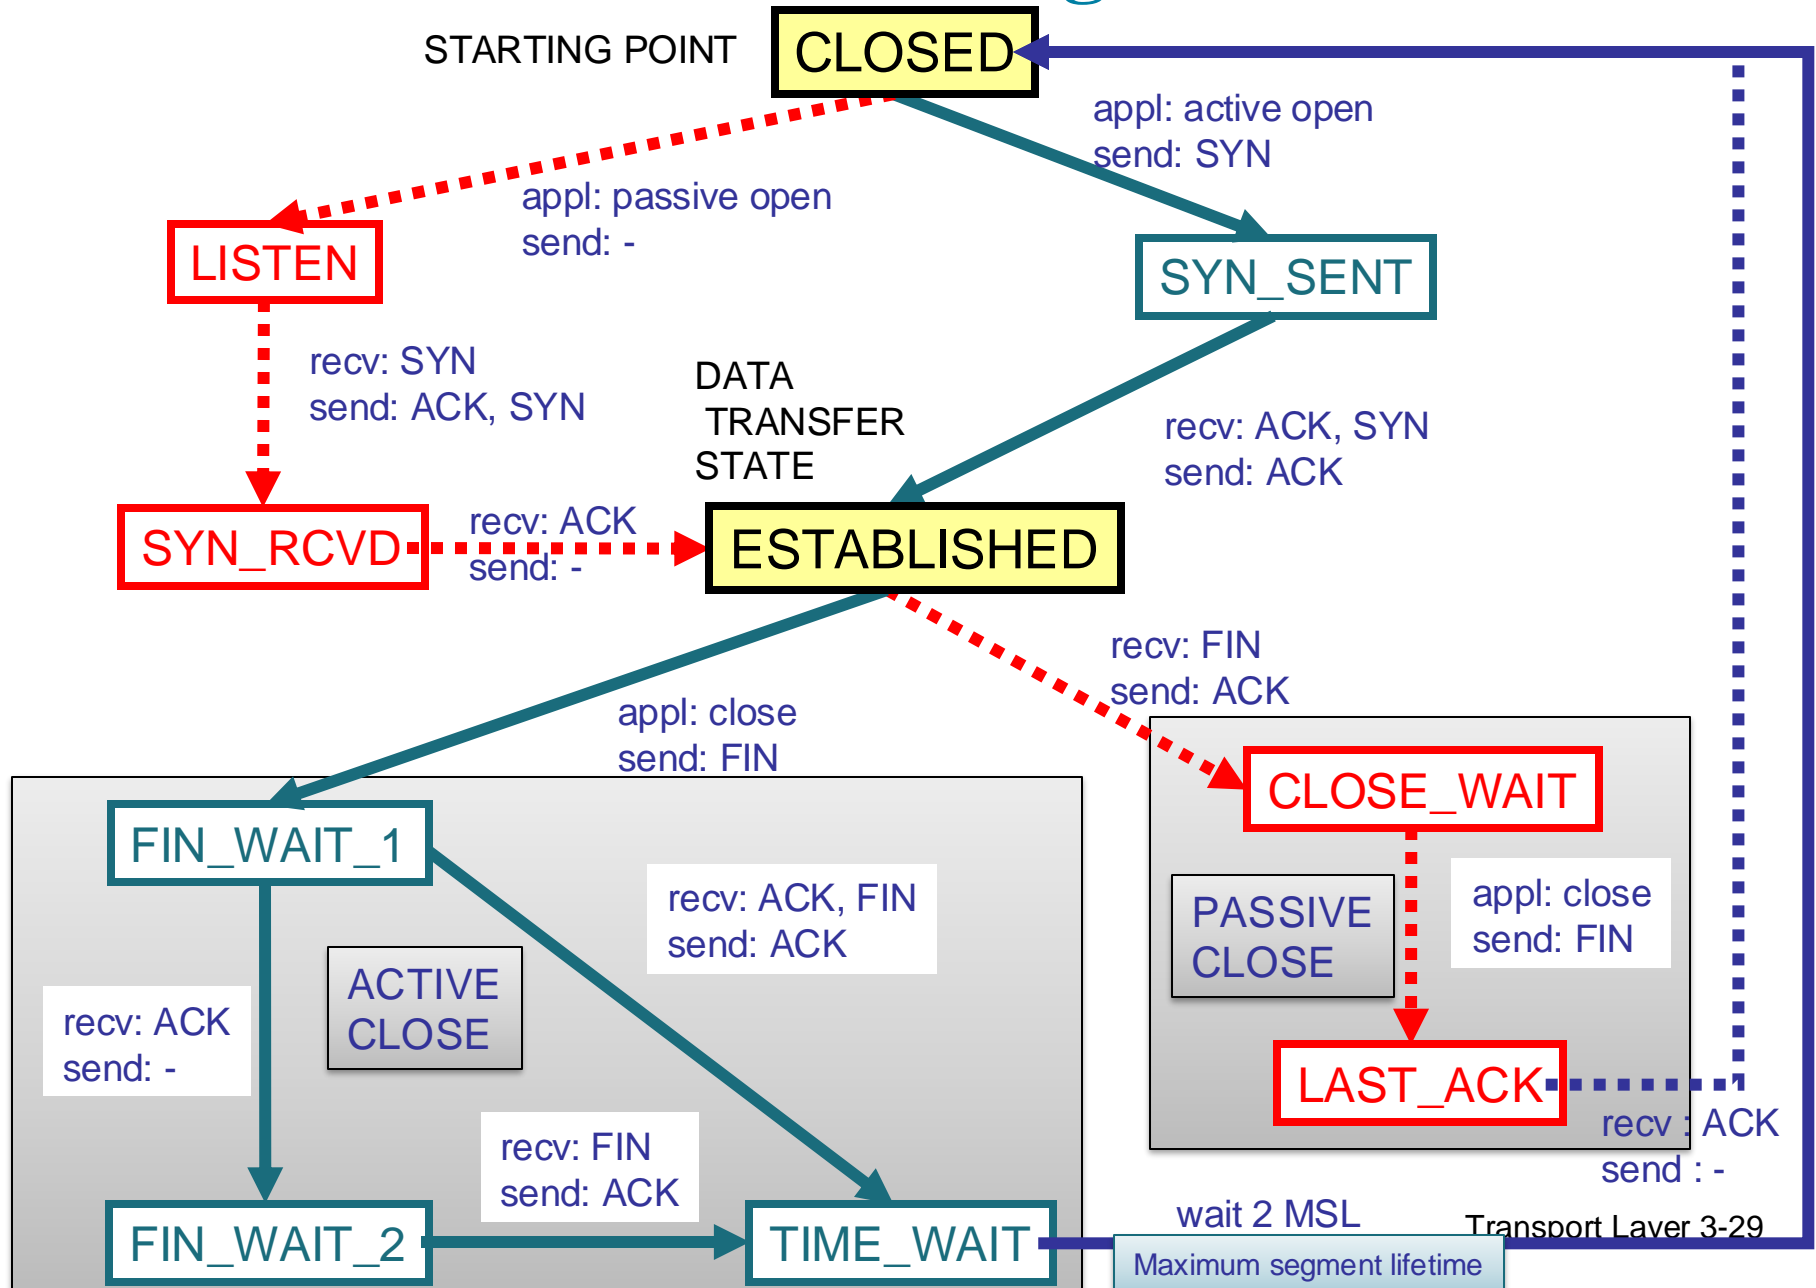 STARTING POINT
CLOSED
appl: active open
send: SYN
appl: passive open
send: -
LISTEN
SYN_SENT
recv: SYN
send: ACK, SYN
DATA
TRANSFER
STATE
recv: ACK, SYN
send: ACK
SYN_RCVD
recv: ACK
send: -
ESTABLISHED
recv: FIN
send: ACK
appl: close
send: FIN
CLOSE_WAIT
FIN_WAIT_1
recv: ACK, FIN
send: ACK
PASSIVE
CLOSE
appl: close
send: FIN
ACTIVE
CLOSE
recv: ACK
send: -
LAST_ACK
recv : ACK
send : -
recv: FIN
send: ACK
FIN_WAIT_2
TIME_WAIT
wait 2 MSL
Transport Layer 3-29
Maximum segment lifetime